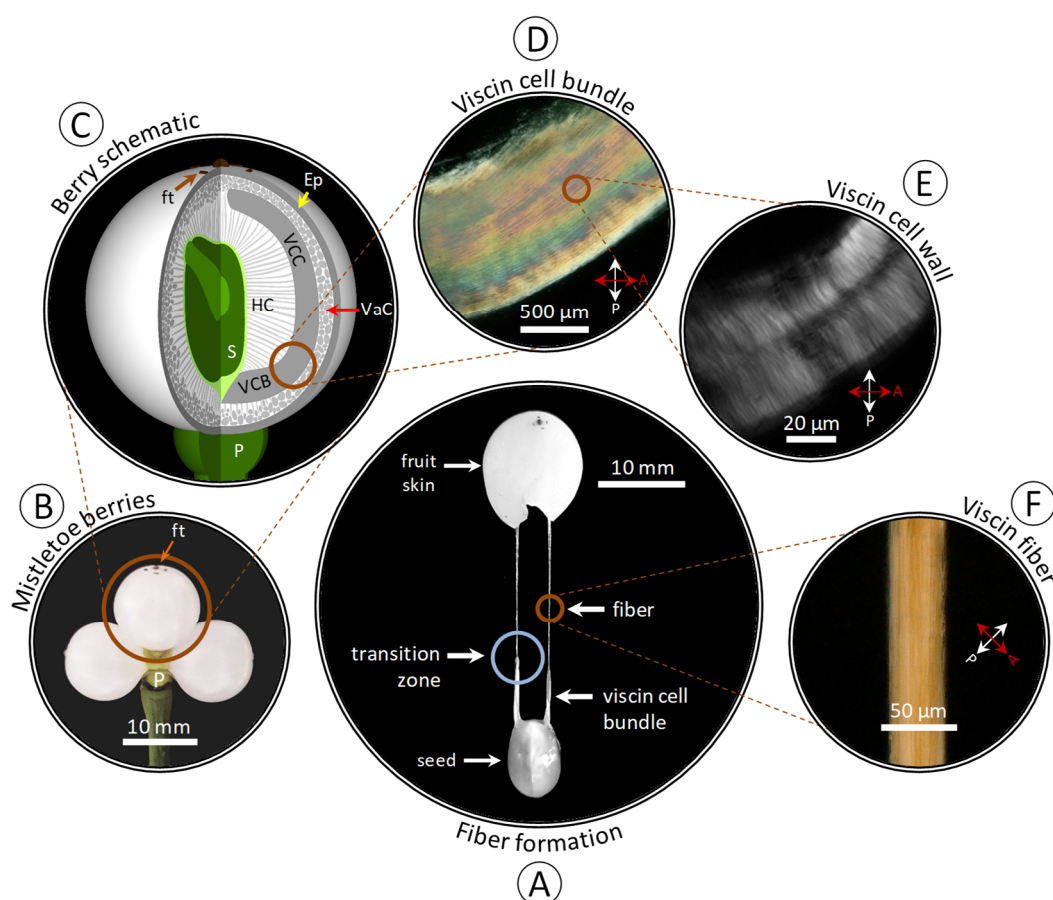 D
Viscin cell bundle
A
P
500 µm
C
Berry schematic
ft
Ep
VCC
HC
VaC
S
VCB
P
E
Viscin cell wall
A
P
20 µm
B
Mistletoe berries
ft
P
10 mm
fruit
skin
10 mm
fiber
transition
zone
viscin cell
bundle
seed
Fiber formation
A
F
Viscin fiber
P
A
50 µm